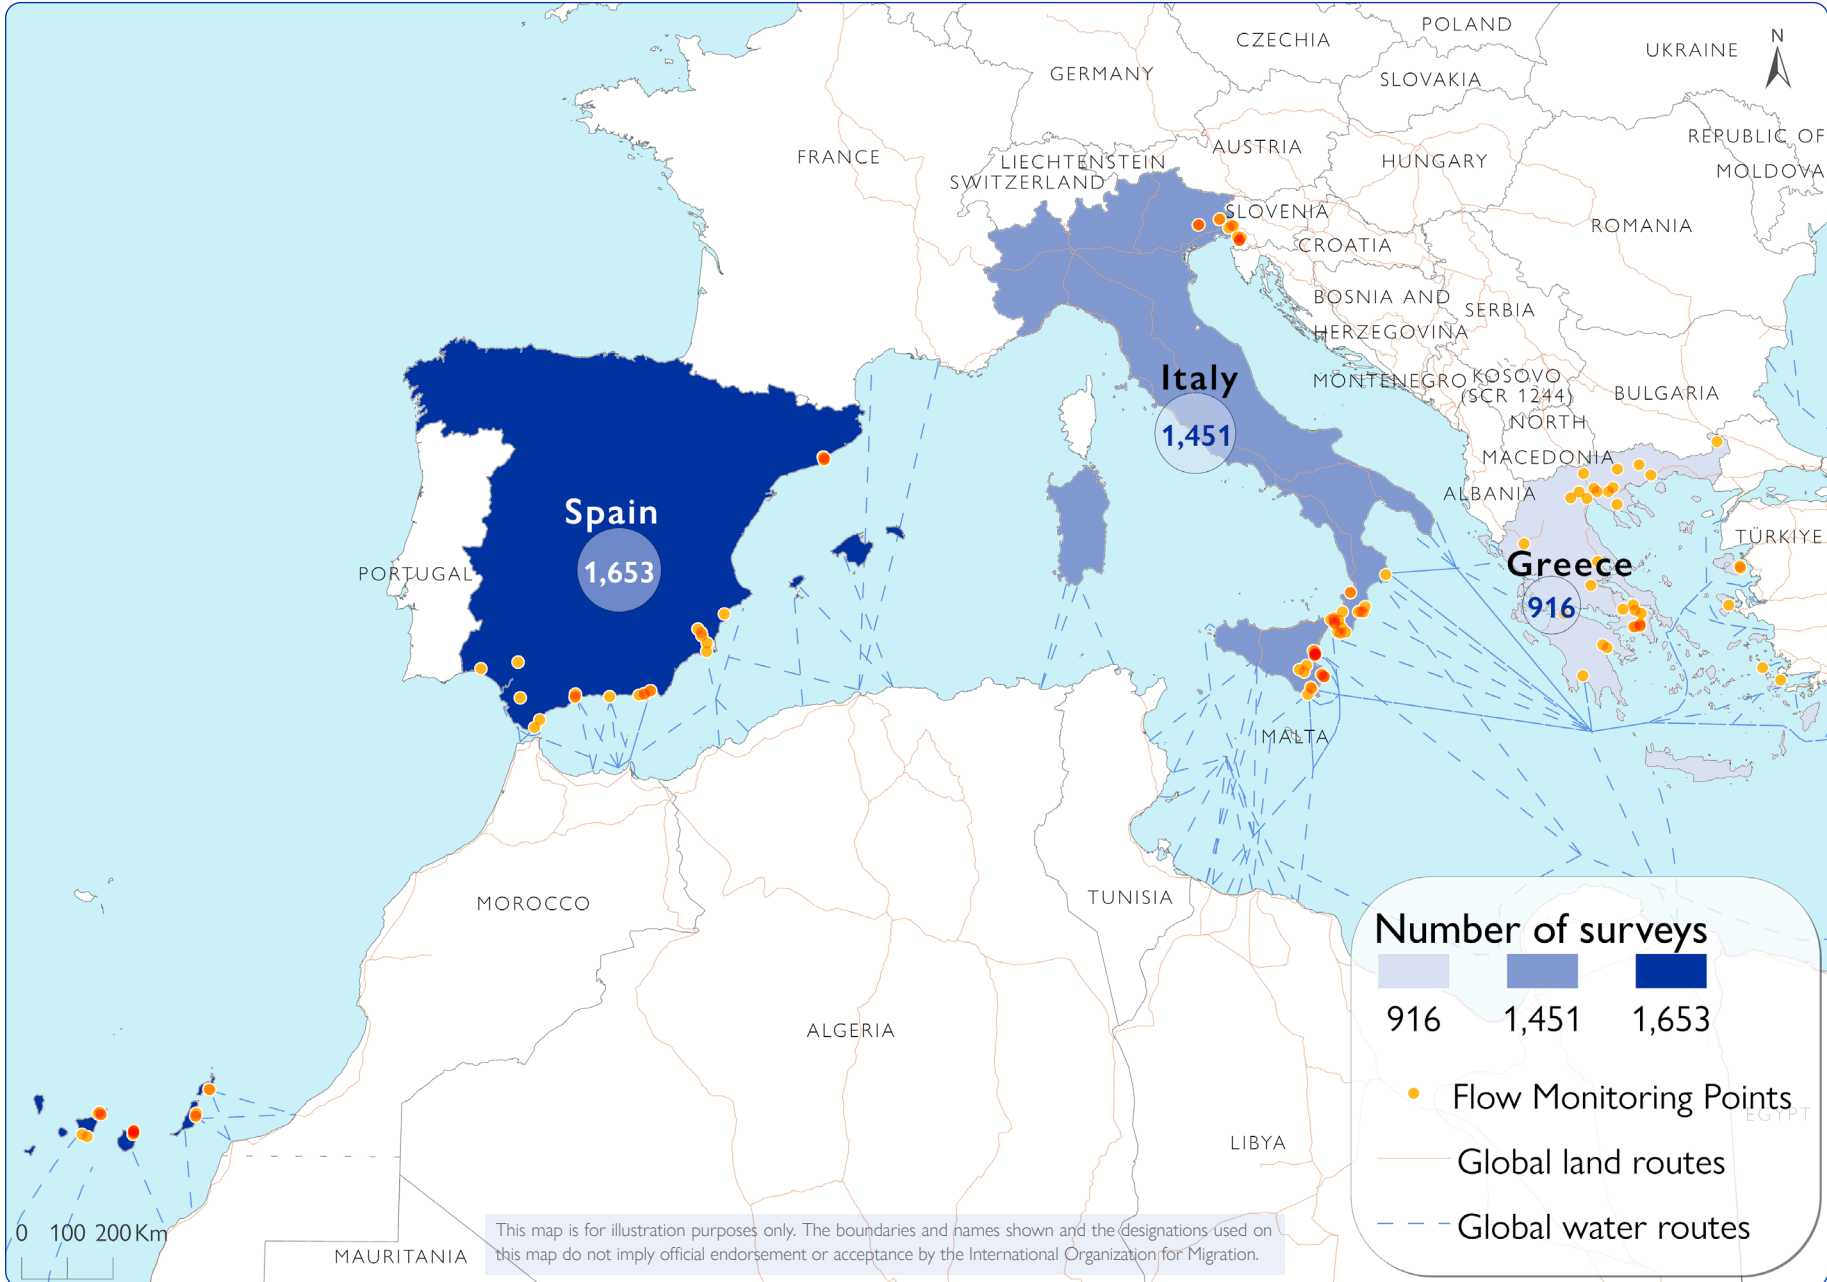 POLAND
CZECHIA
UKRAINE
N
GERMANY
SLOVAKIA
REPUBLIC OF
MOLDOVA
AUSTRIA
FRANCE
LIECHTENSTEIN
HUNGARY
SWITZERLAND
SLOVENIA
ROMANIA
CROATIA
BOSNIA AND
HERZEGOVINA
SERBIA
Italy
1,451
MONTENEGRO
KOSOVO
(SCR 1244)
BULGARIA
NORTH
MACEDONIA
ALBANIA
Spain
1,653
PORTUGAL
TÜRKIYE
Greece
916
MALTA
MOROCCO
TUNISIA
ALGERIA
LIBYA
EGYPT
MAURITANIA
Number of surveys
916 1,451 1,653
Flow Monitoring Points
Global land routes
Global water routes
0 100 200 Km
This map is for illustration purposes only. The boundaries and names shown and the designations used on
this map do not imply official endorsement or acceptance by the International Organization for Migration.